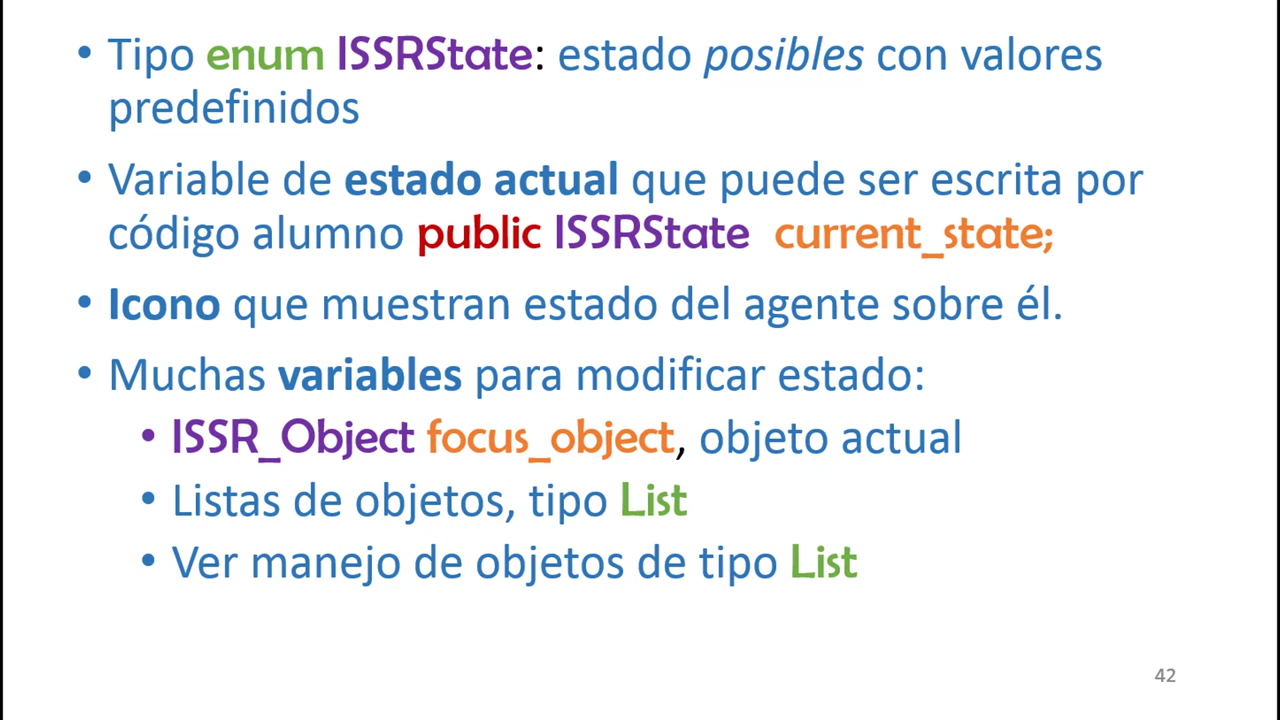 • Tipo enum ISSRState: estado posibles con valores
predefinidos
• Variable de estado actual que puede ser escrita por
código alumno public ISSRState current_state;
• Icono que muestran estado del agente sobre él.
• Muchas variables para modificar estado:
• ISSR_Object focus_object, objeto actual
• Listas de objetos, tipo List
• Ver manejo de objetos de tipo List
42